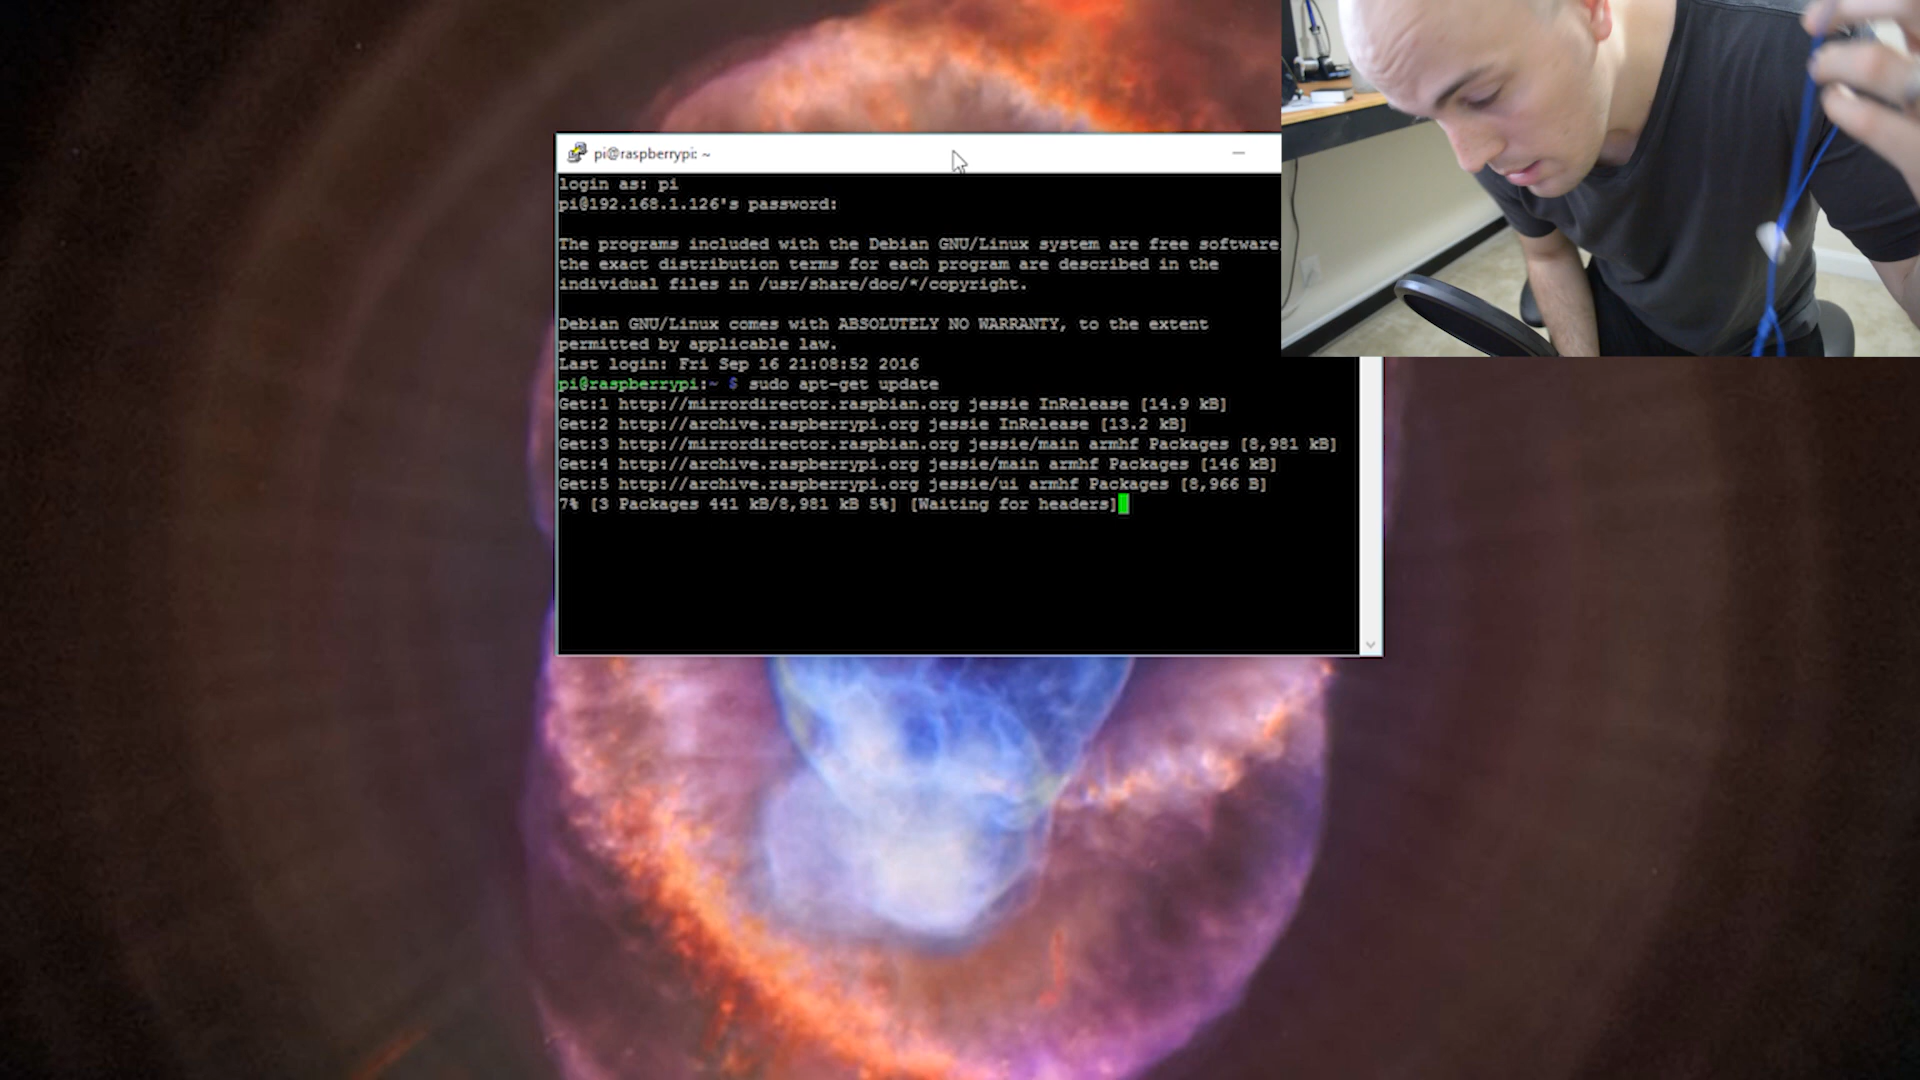 pi@raspberrypi: ~
login as: pi
pi@192.168.1.126's password:
The programs included with the Debian GNU/Linux system are free software
the exact distribution terms for each program are described in the
individual files in /usr/share/doc/*/copyright.
Debian GNU/Linux comes with ABSOLUTELY NO WARRANTY, to the extent
permitted by applicable law.
Last login: Fri Sep 16 21:08:52 2016
pi@raspberrypi:~ $ sudo apt-get update
Get:1 http://mirrordirector.raspbian.org jessie InRelease [14.9 kB]
Get:2 http://archive.raspberrypi.org jessie InRelease [13.2 kB]
Get:3 http://mirrordirector.raspbian.org jessie/main armhf Packages [8,981 kB]
Get:4 http://archive.raspberrypi.org jessie/main armhf Packages [146 kB]
Get:5 http://archive.raspberrypi.org jessie/ui armhf Packages [8,966 B]
7% [3 Packages 441 kB/8,981 kB 5%] [Waiting for headers]